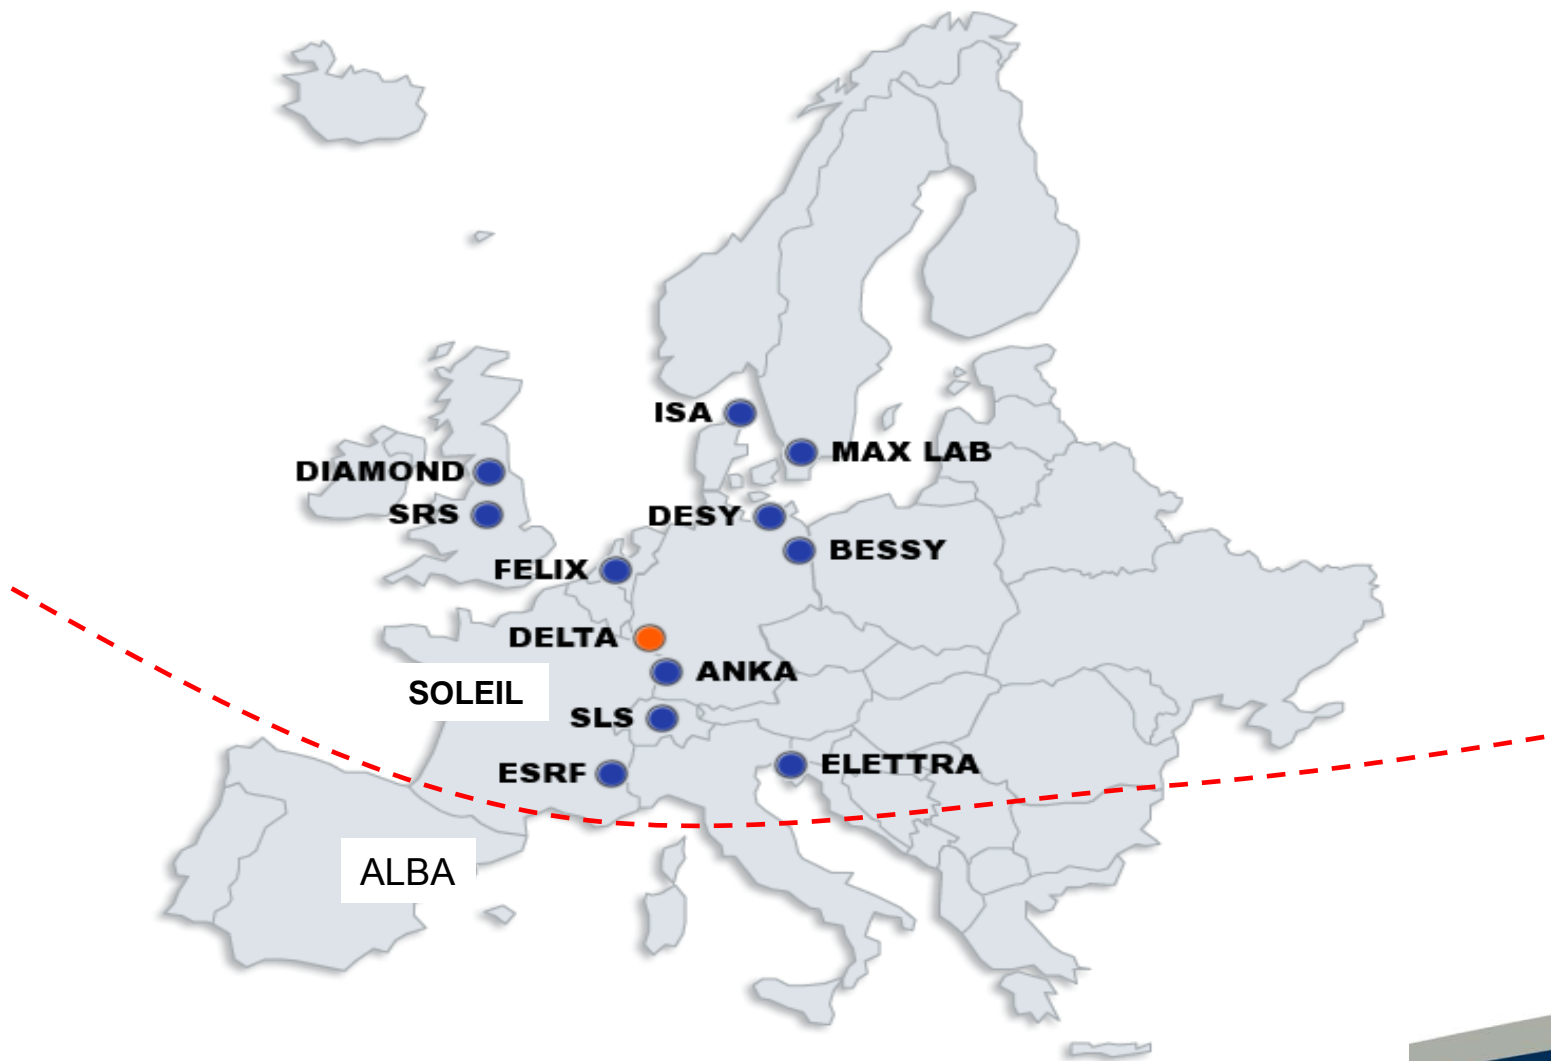 ISA
MAX LAB
DIAMOND
SRS
DESY
BESSY
FELIX
DELTA
ANKA
SOLEIL
SLS
ELETTRA
ESRF
ALBA